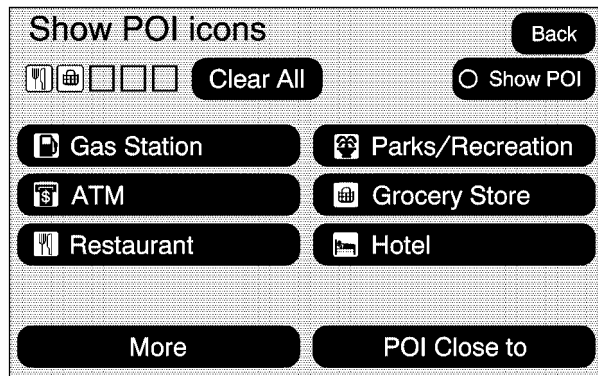 Show POI icons
Back
Clear All
Show POI
Gas Station
Parks/Recreation
$ ATM
Grocery Store
Restaurant
Hotel
More
POI Close to